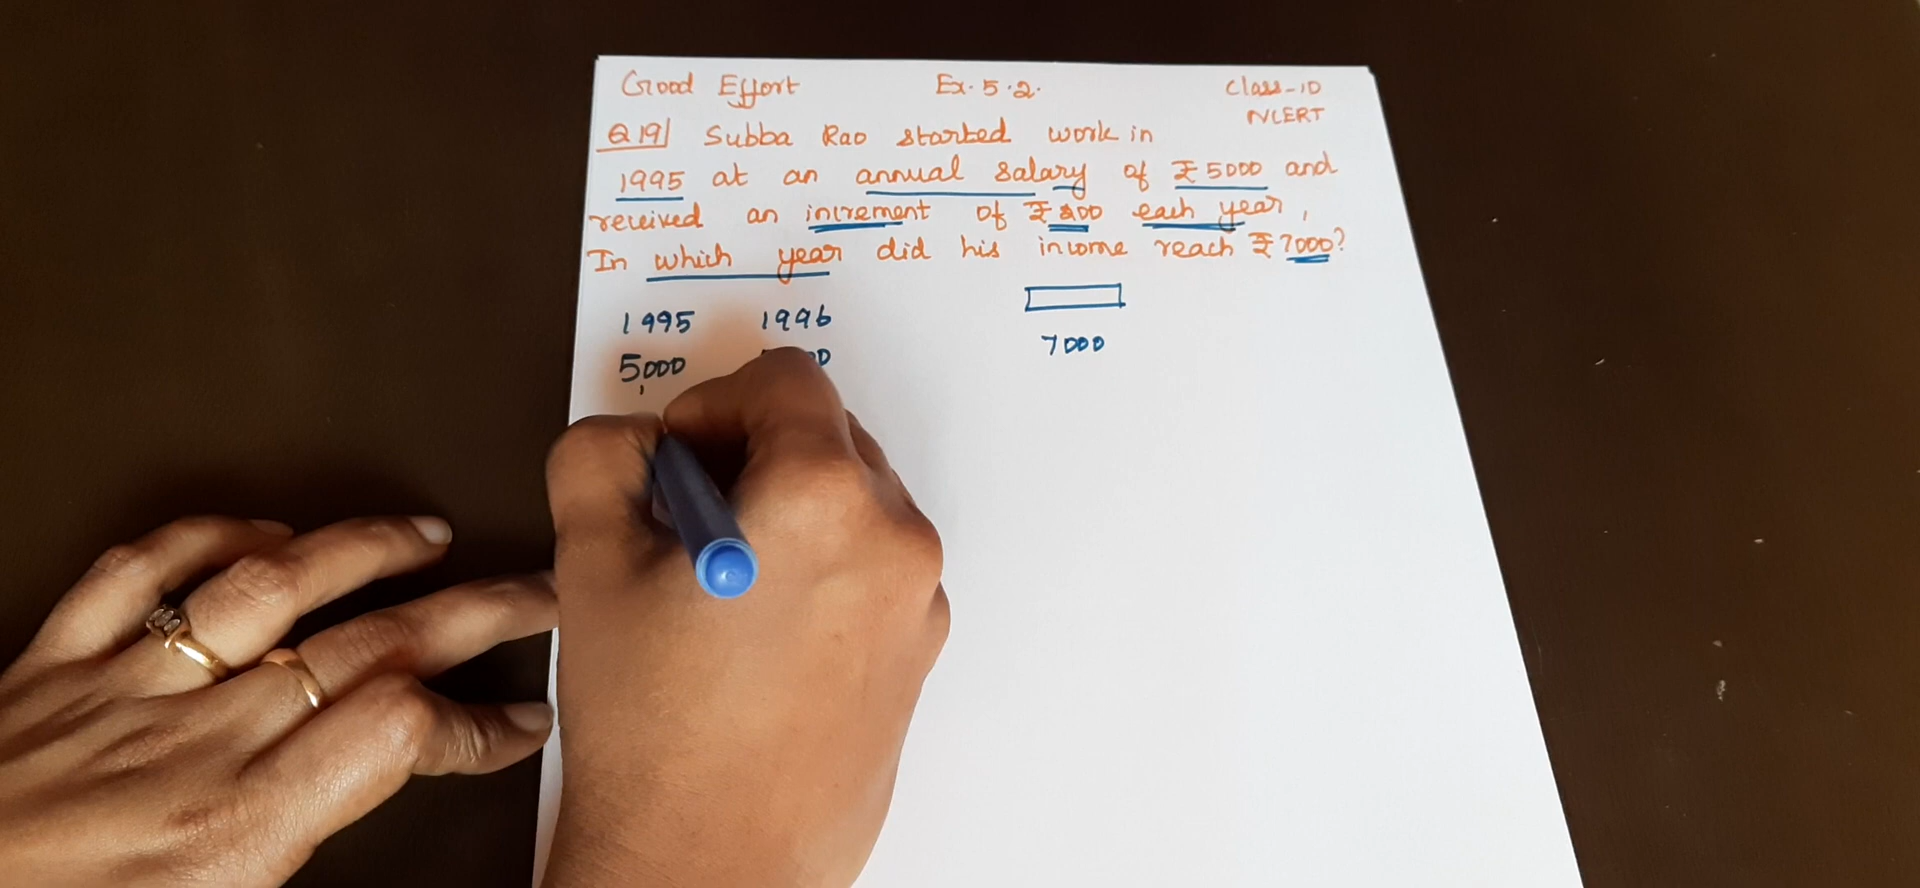 Good Effort Ex. 5.2. Class-10
NCERT
Q 19| Subba Rao started work in
1995 at an annual salary of ₹ 5000 and
received an increment of ₹ 200 each year,
In which year did his income reach ₹ 7000?
1995 1996
5000 7000